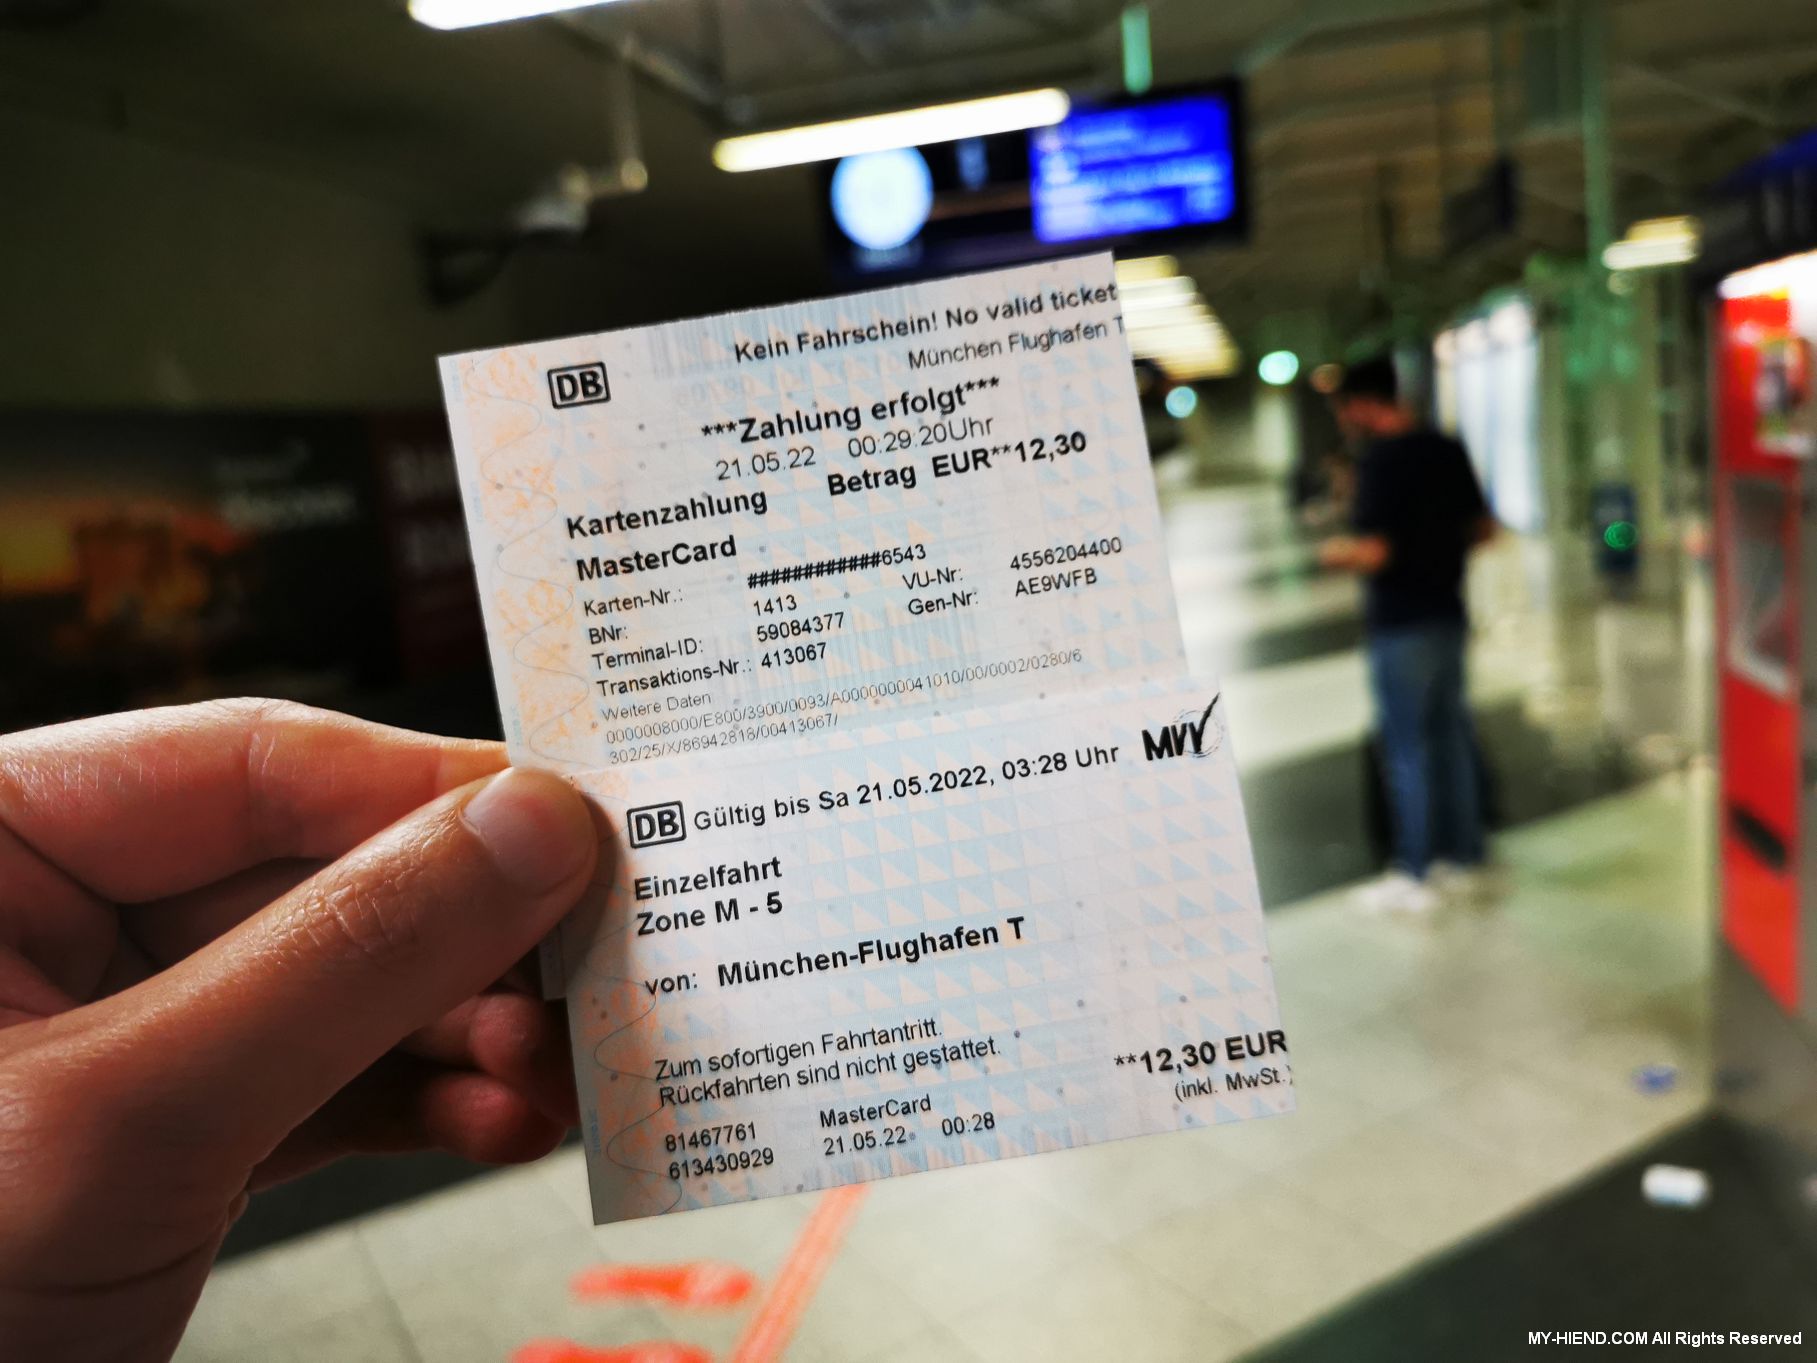 DB
Kein Fahrschein! No valid ticket
München Flughafen T
***Zahlung erfolgt***
21.05.22 00:29:20Uhr
Kartenzahlung Betrag EUR**12,30
MasterCard
Karten-Nr.: ############6543
BNr: 1413 VU-Nr: 4556204400
Terminal-ID: 59084377 Gen-Nr: AE9WFB
Transaktions-Nr.: 413067
Weitere Daten
0000008000/E800/3900/0093/A0000000041010/00/0002/0280/6
302/25/X/86942818/00413067/
DB Gültig bis Sa 21.05.2022, 03:28 Uhr MVV
Einzelfahrt
Zone M - 5
von: München-Flughafen T
Zum sofortigen Fahrtantritt.
Rückfahrten sind nicht gestattet.
**12,30 EUR
(inkl. MwSt.)
81467761 MasterCard
613430929 21.05.22 00:28
MY-HIEND.COM All Rights Reserved